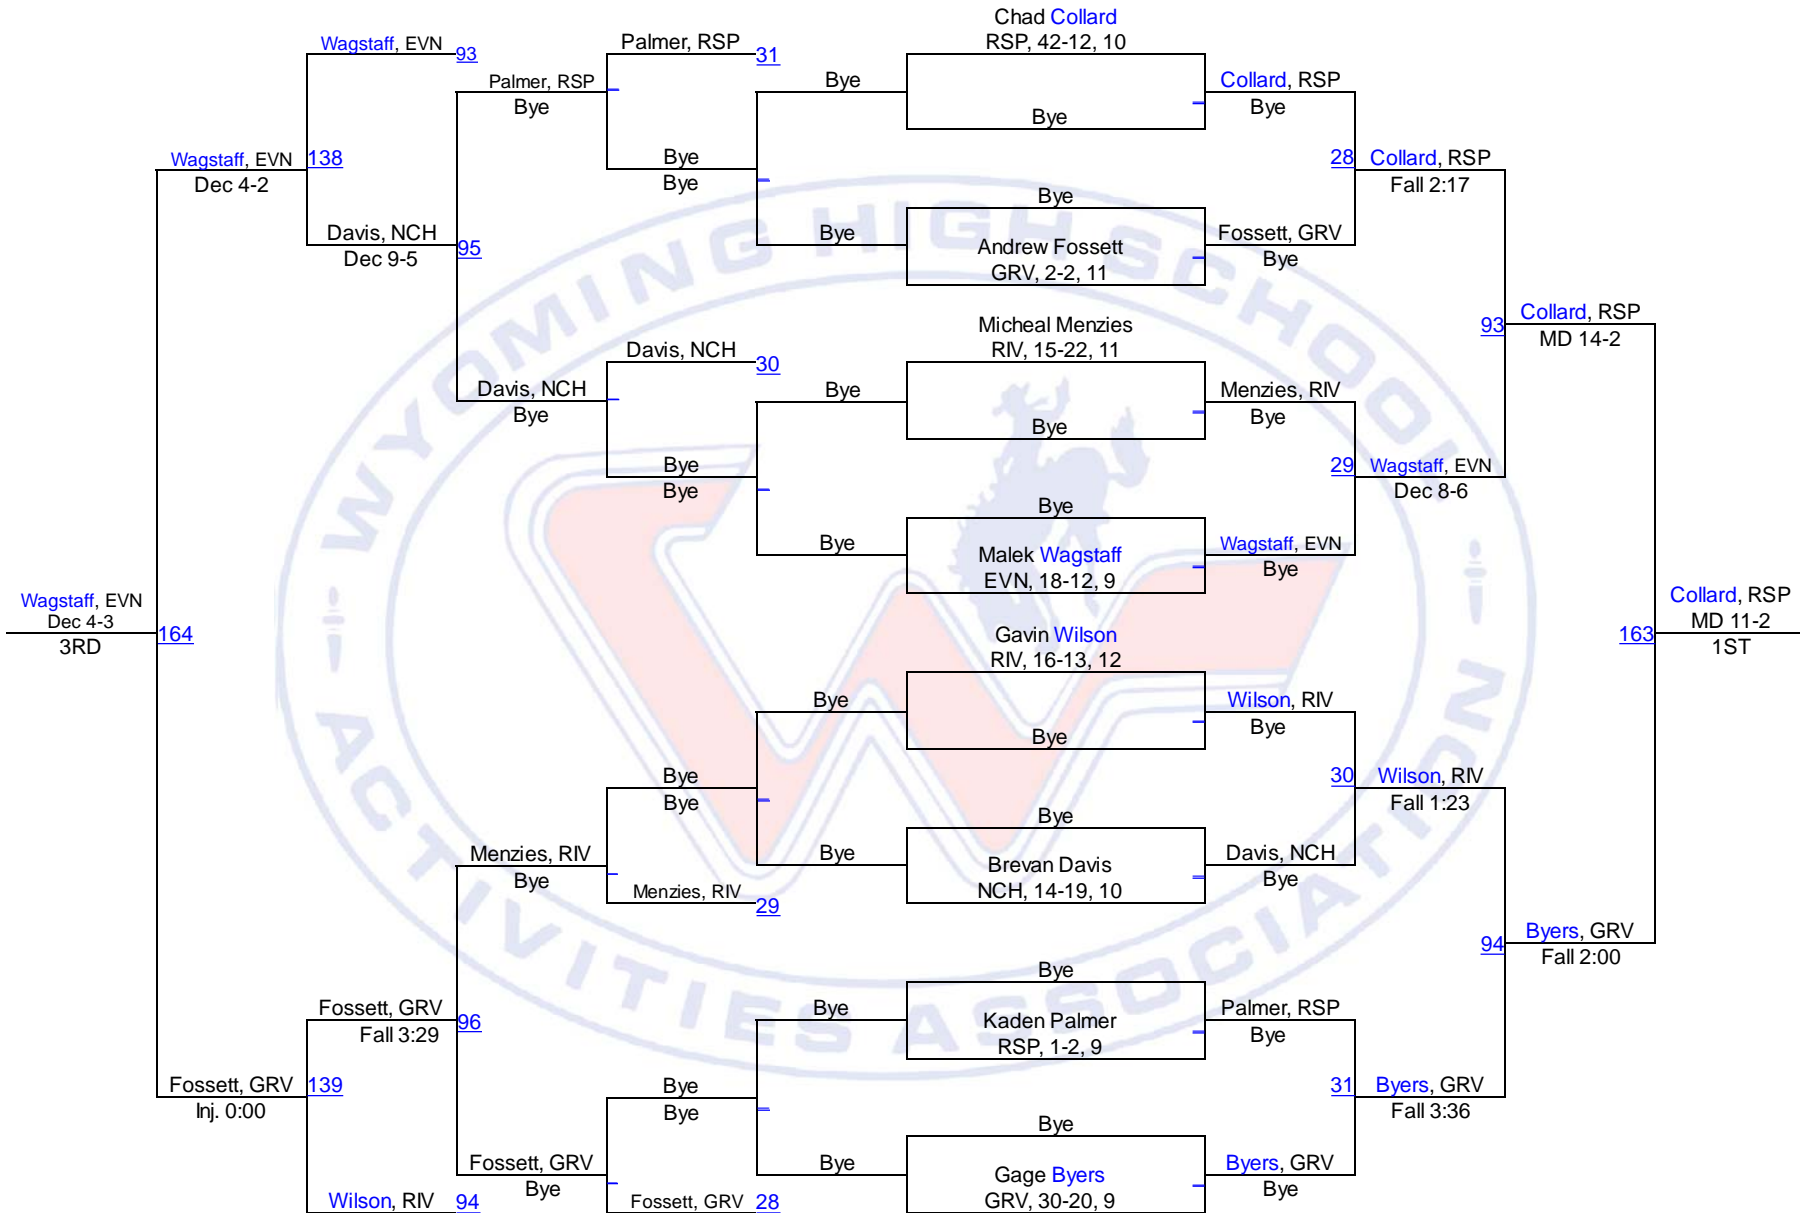 Chad Collard
RSP, 42-12, 10
Wagstaff, EVN
93
Palmer, RSP
31
Bye
Collard, RSP
Palmer, RSP
Bye
Bye
Bye
Wagstaff, EVN
138
Bye
28
Collard, RSP
Dec 4-2
Bye
Fall 2:17
Bye
Davis, NCH
95
Bye
Andrew Fossett
Fossett, GRV
Dec 9-5
GRV, 2-2, 11
Bye
Micheal Menzies
93
Collard, RSP
Davis, NCH
30
RIV, 15-22, 11
MD 14-2
Davis, NCH
Bye
Menzies, RIV
Bye
Bye
Bye
Bye
29
Wagstaff, EVN
Bye
Dec 8-6
Bye
Bye
Malek Wagstaff
Wagstaff, EVN
EVN, 18-12, 9
Bye
Wagstaff, EVN
Dec 4-3
3RD
164
Gavin Wilson
163
Collard, RSP
MD 11-2
1ST
RIV, 16-13, 12
Bye
Wilson, RIV
Bye
Bye
Bye
30
Wilson, RIV
Bye
Fall 1:23
Bye
Menzies, RIV
Bye
Brevan Davis
Davis, NCH
Bye
Menzies, RIV
29
NCH, 14-19, 10
Bye
94
Byers, GRV
Fall 2:00
Bye
Fossett, GRV
96
Bye
Kaden Palmer
Palmer, RSP
Fall 3:29
RSP, 1-2, 9
Bye
Fossett, GRV
139
Bye
31
Byers, GRV
Inj. 0:00
Bye
Fall 3:36
Bye
Fossett, GRV
Bye
Gage Byers
Byers, GRV
Bye
Wilson, RIV
94
Fossett, GRV
28
GRV, 30-20, 9
Bye
WYOMING HIGH SCHOOL
ACTIVITIES ASSOCIATION